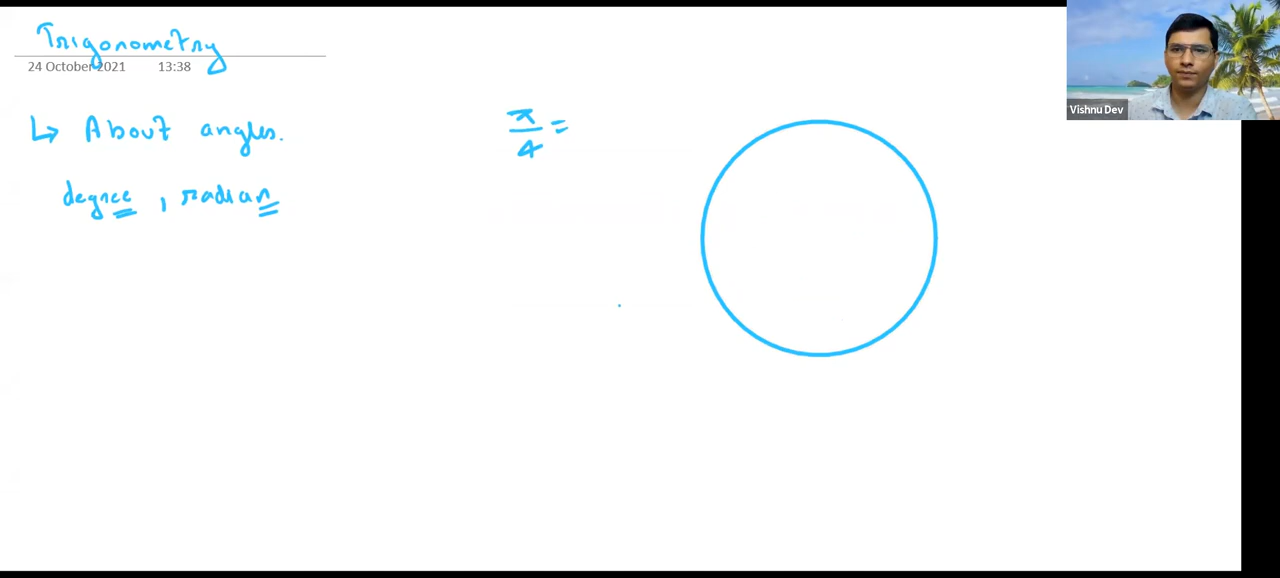 Trigonometry
24 October 2021 13:38
↳ About angles.
degree, radian
π/4 =
Vishnu Dev